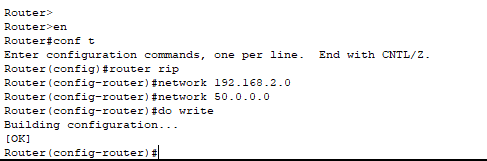 Router>
Router>en
Router#conf t
Enter configuration commands, one per line.  End with CNTL/Z.
Router(config)#router rip
Router(config-router)#network 192.168.2.0
Router(config-router)#network 50.0.0.0
Router(config-router)#do write
Building configuration...
[OK]
Router(config-router)#